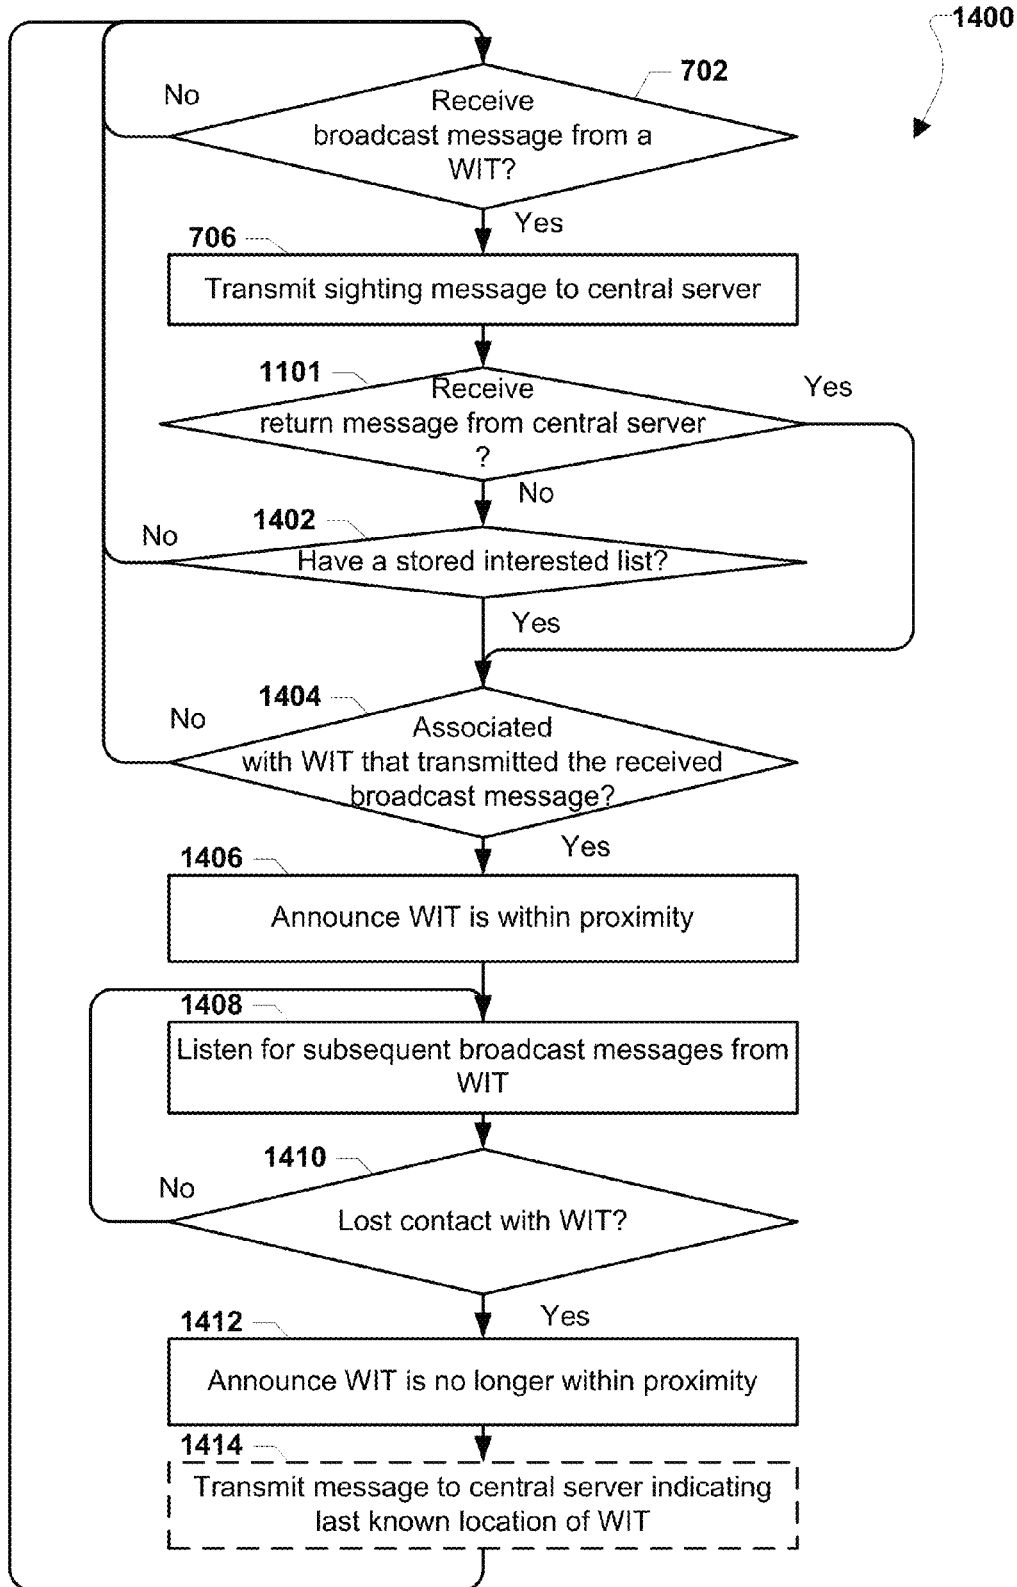 1400
702
No
Receive
broadcast message from a
WIT?
Yes
706
Transmit sighting message to central server
1101
Receive
return message from central server
?
Yes
No
1402
No
Have a stored interested list?
Yes
1404
No
Associated
with WIT that transmitted the received
broadcast message?
Yes
1406
Announce WIT is within proximity
1408
Listen for subsequent broadcast messages from
WIT
1410
No
Lost contact with WIT?
Yes
1412
Announce WIT is no longer within proximity
1414
Transmit message to central server indicating
last known location of WIT